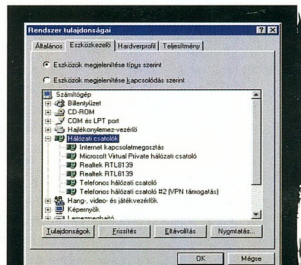 Rendszer tulajdonságai
Általános Eszközkezelő Hardverprofil Teljesítmény
Eszközök megjelenítése típus szerint
Eszközök megjelenítése kapcsolódás szerint
Számítógép
Billentyűzet
CD-ROM
COM és LPT port
Hajlékonylemez-vezérlő
Hálózati csatolók
Internet kapcsolatmegosztás
Microsoft Virtual Private hálózati csatoló
Realtek RTL8139
Realtek RTL8139
Telefonos hálózati csatoló
Telefonos hálózati csatoló #2 (VPN támogatás)
Hang-, video- és játékvezérlők
Képernyők
Lemezmeghajtó
Tulajdonságok Frissítés Eltávolítás Nyomtatás...
OK Mégse